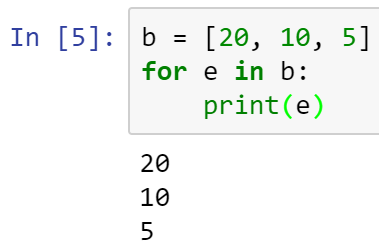 In [5]: b = [20, 10, 5]
for e in b:
    print(e)
20
10
5